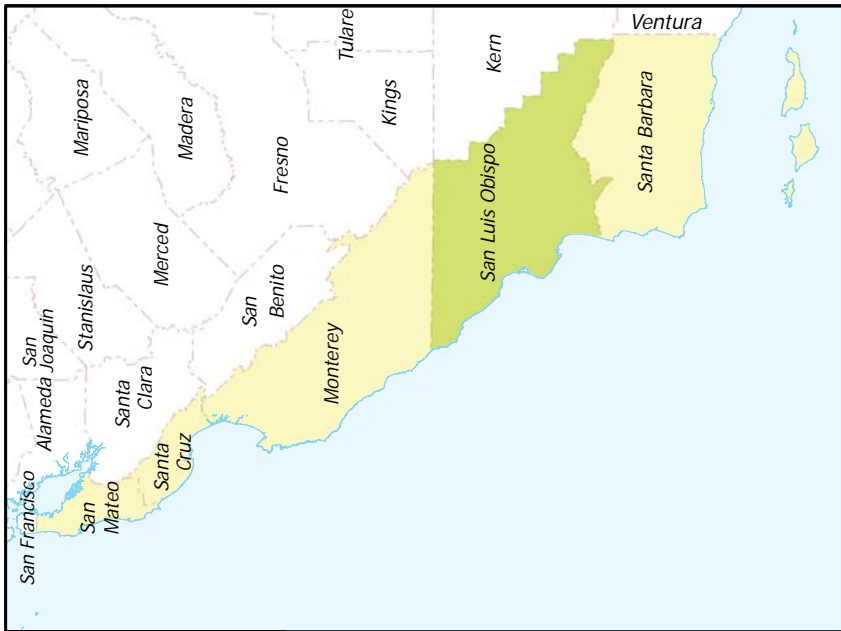 San Francisco
Alameda
San
Joaquin
Stanislaus
Mariposa
Santa
Clara
Merced
Madera
San
Mateo
Santa
Cruz
San
Benito
Fresno
Tulare
Monterey
Kings
San Luis Obispo
Kern
Santa Barbara
Ventura